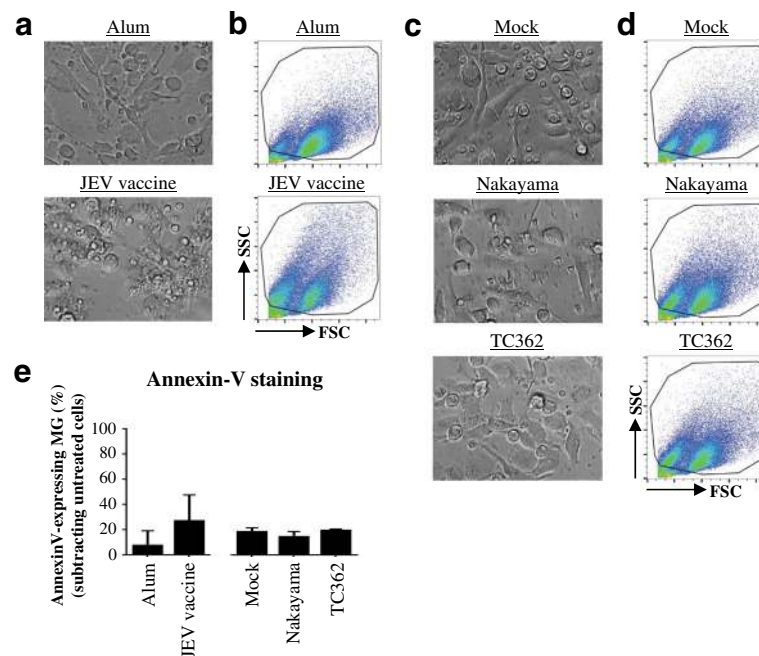 a
Alum
JEV vaccine
b
Alum
JEV vaccine
SSC
FSC
c
Mock
Nakayama
TC362
d
Mock
Nakayama
TC362
SSC
FSC
e
Annexin-V staining
AnnexinV-expressing MG (%)
(subtracting untreated cells)
100
80
60
40
20
0
Alum
JEV vaccine
Mock
Nakayama
TC362